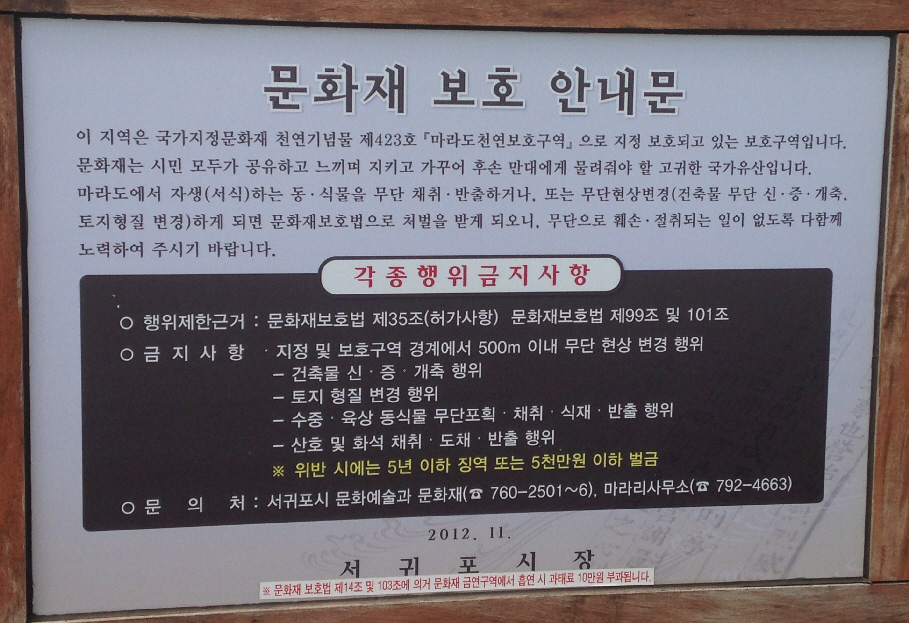 문화재 보호 안내문
이 지역은 국가지정문화재 천연기념물 제423호 『마라도천연보호구역』으로 지정 보호되고 있는 보호구역입니다.
문화재는 시민 모두가 공유하고 느끼며 지키고 가꾸어 후손 만대에게 물려줘야 할 고귀한 국가유산입니다.
마라도에서 자생(서식)하는 동·식물을 무단 채취·반출하거나, 또는 무단현상변경(건축물 무단 신·증·개축,
토지형질 변경)하게 되면 문화재보호법으로 처벌을 받게 되오니, 무단으로 훼손·절취되는 일이 없도록 다함께
노력하여 주시기 바랍니다.
각종행위금지사항
○ 행위제한근거 : 문화재보호법 제35조(허가사항) 문화재보호법 제99조 및 101조
○ 금 지 사 항 · 지정 및 보호구역 경계에서 500m 이내 무단 현상 변경 행위
- 건축물 신·증·개축 행위
- 토지 형질 변경 행위
- 수중·육상 동식물 무단포획·채취·식재·반출 행위
- 산호 및 화석 채취·도채·반출 행위
※ 위반 시에는 5년 이하 징역 또는 5천만원 이하 벌금
○ 문 의 처 : 서귀포시 문화예술과 문화재(☎ 760-2501~6), 마라리사무소(☎ 792-4663)
2012. 11.
서 귀 포 시 장
※ 문화재 보호법 제14조 및 103조에 의거 문화재 금연구역에서 흡연 시 과태료 10만원 부과됩니다.